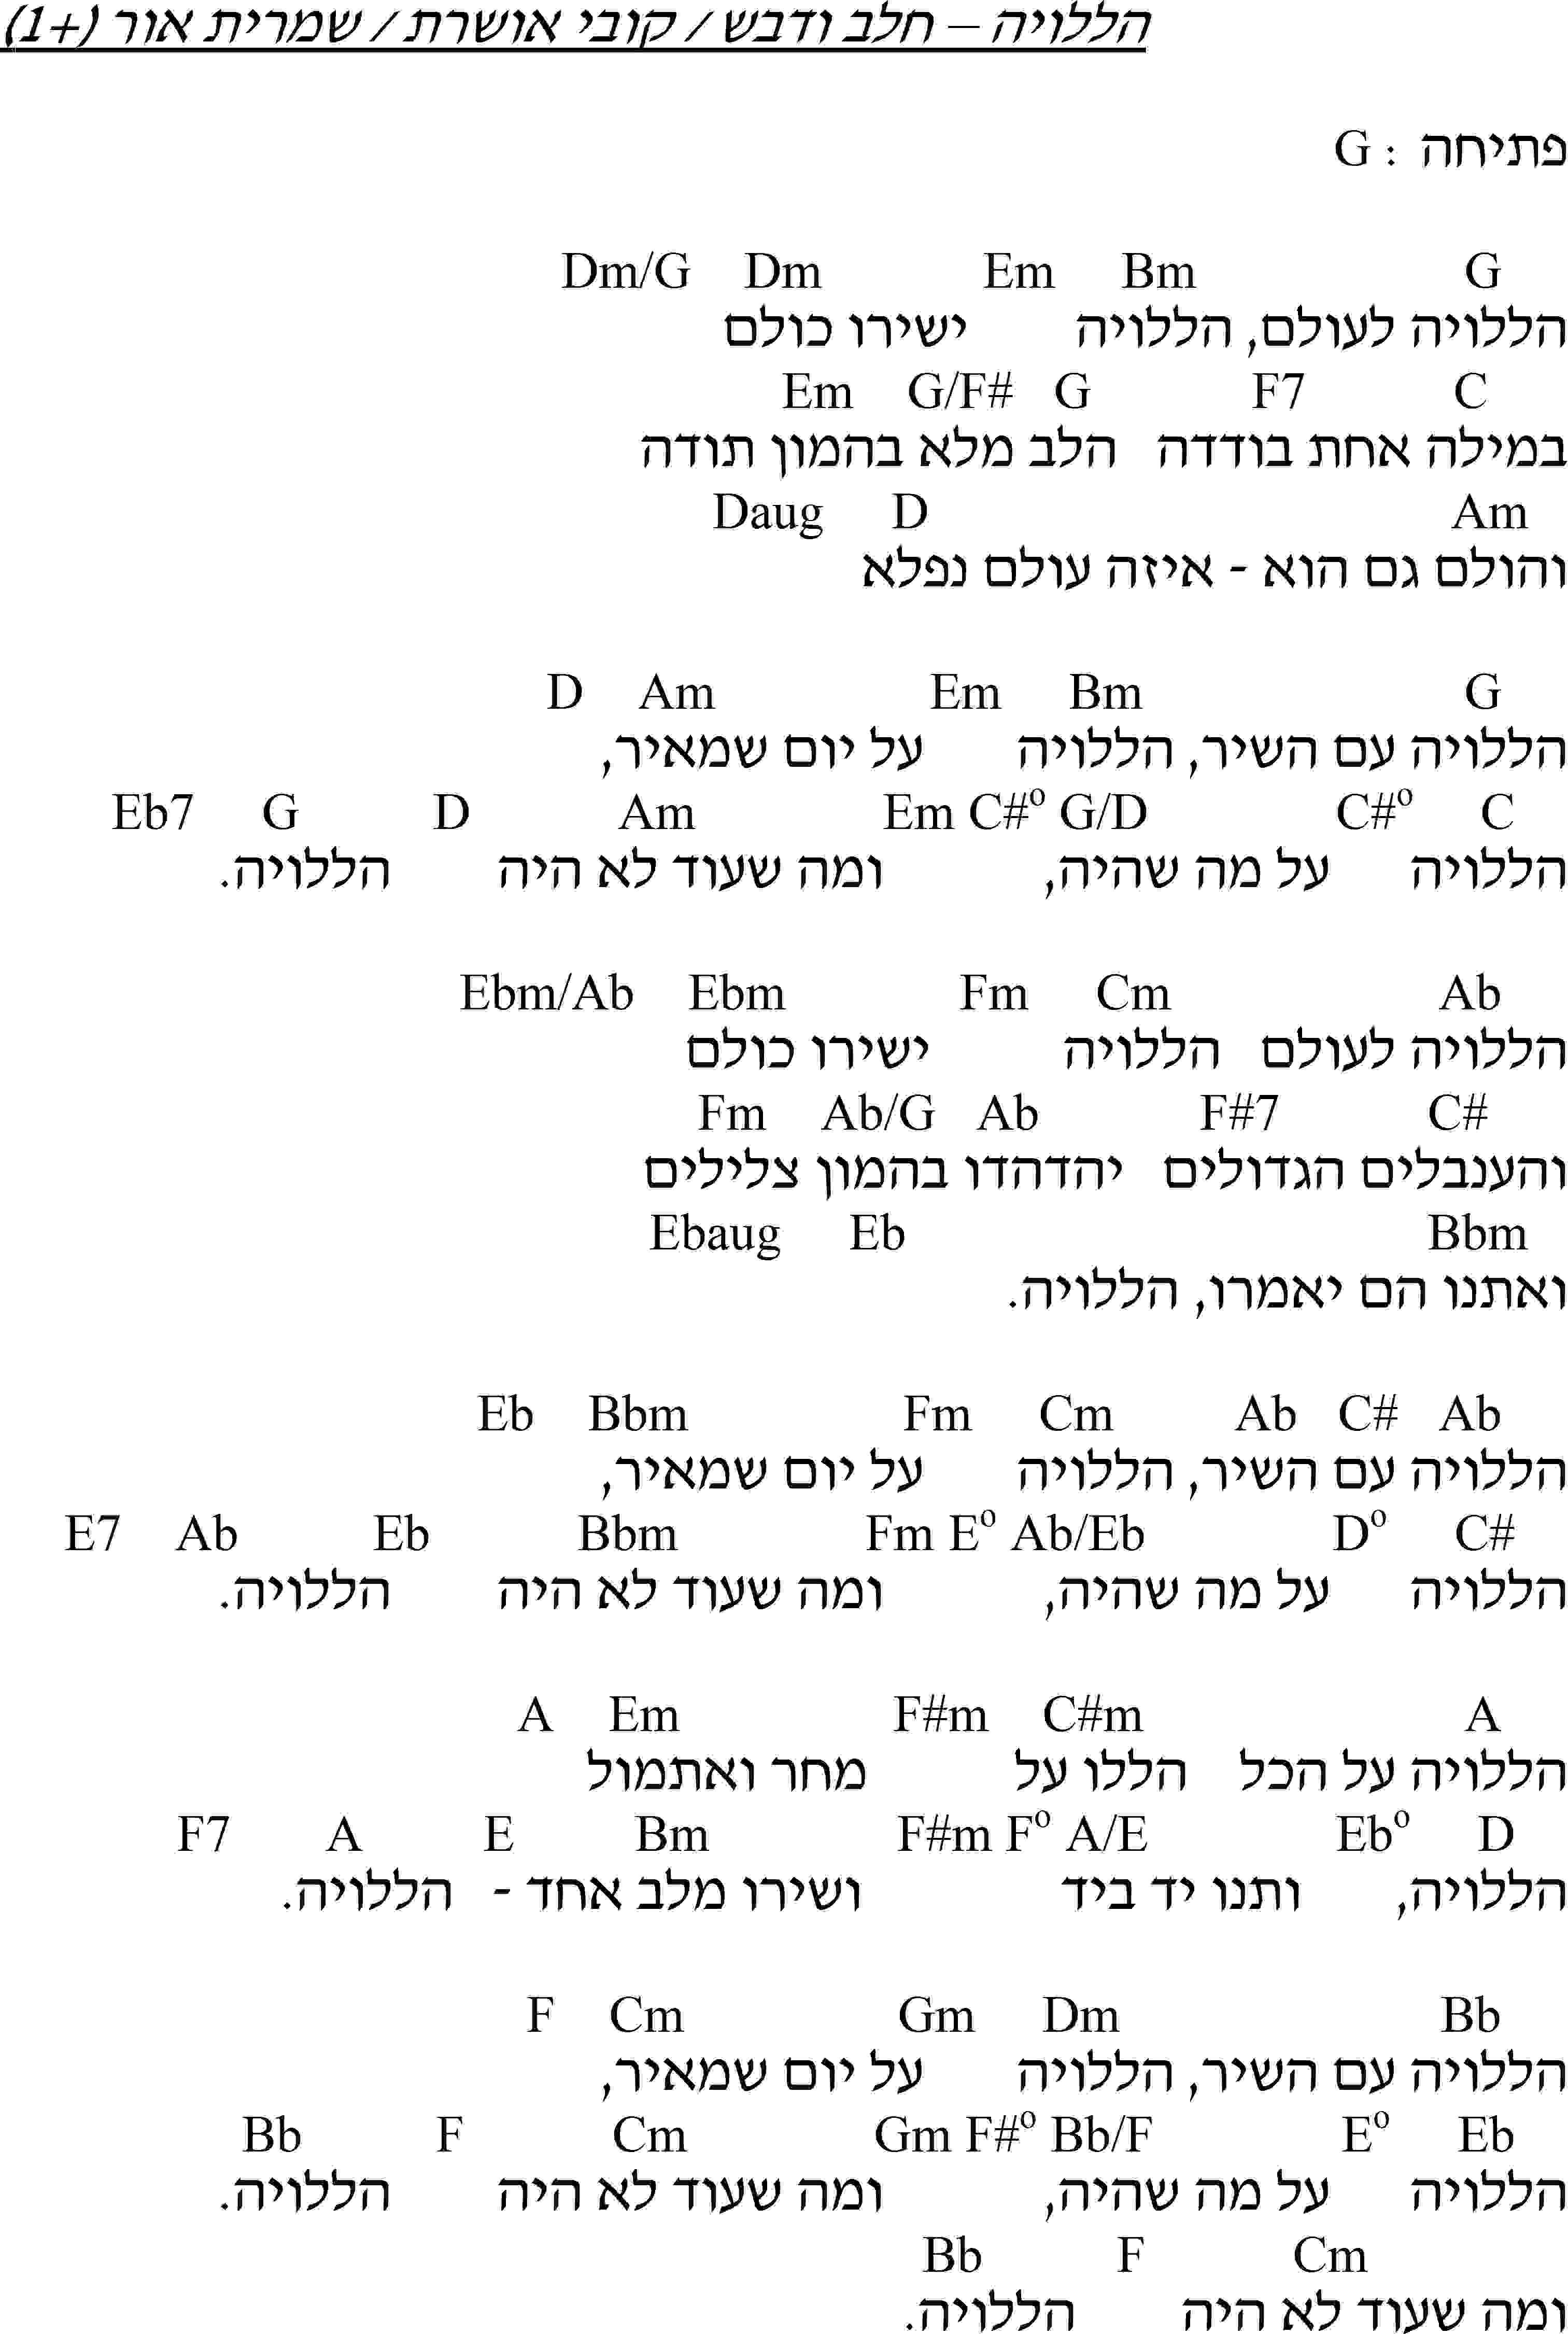 הללויה – חלב ודבש / קובי אושרת / שמרית אור (+1)
פתיחה : G
Dm/G Dm Em Bm G
הללויה לעולם, הללויה ישירו כולם
Em G/F# G F7 C
במילה אחת בודדה הלב מלא בהמון תודה
Daug D Am
והולם גם הוא - איזה עולם נפלא
D Am Em Bm G
הללויה עם השיר, הללויה על יום שמאיר,
Eb7 G D Am Em C#º G/D C#º C
הללויה על מה שהיה, ומה שעוד לא היה הללויה.
Ebm/Ab Ebm Fm Cm Ab
הללויה לעולם הללויה ישירו כולם
Fm Ab/G Ab F#7 C#
והענבלים הגדולים יהדהדו בהמון צלילים
Ebaug Eb Bbm
ואתנו הם יאמרו, הללויה.
Eb Bbm Fm Cm Ab C# Ab
הללויה עם השיר, הללויה על יום שמאיר,
E7 Ab Eb Bbm Fm Eº Ab/Eb Dº C#
הללויה על מה שהיה, ומה שעוד לא היה הללויה.
A Em F#m C#m A
הללויה על הכל הללו על מחר ואתמול
F7 A E Bm F#m Fº A/E Ebº D
הללויה, ותנו יד ביד ושירו מלב אחד - הללויה.
F Cm Gm Dm Bb
הללויה עם השיר, הללויה על יום שמאיר,
Bb F Cm Gm F#º Bb/F Eº Eb
הללויה על מה שהיה, ומה שעוד לא היה הללויה.
Bb F Cm
ומה שעוד לא היה הללויה.